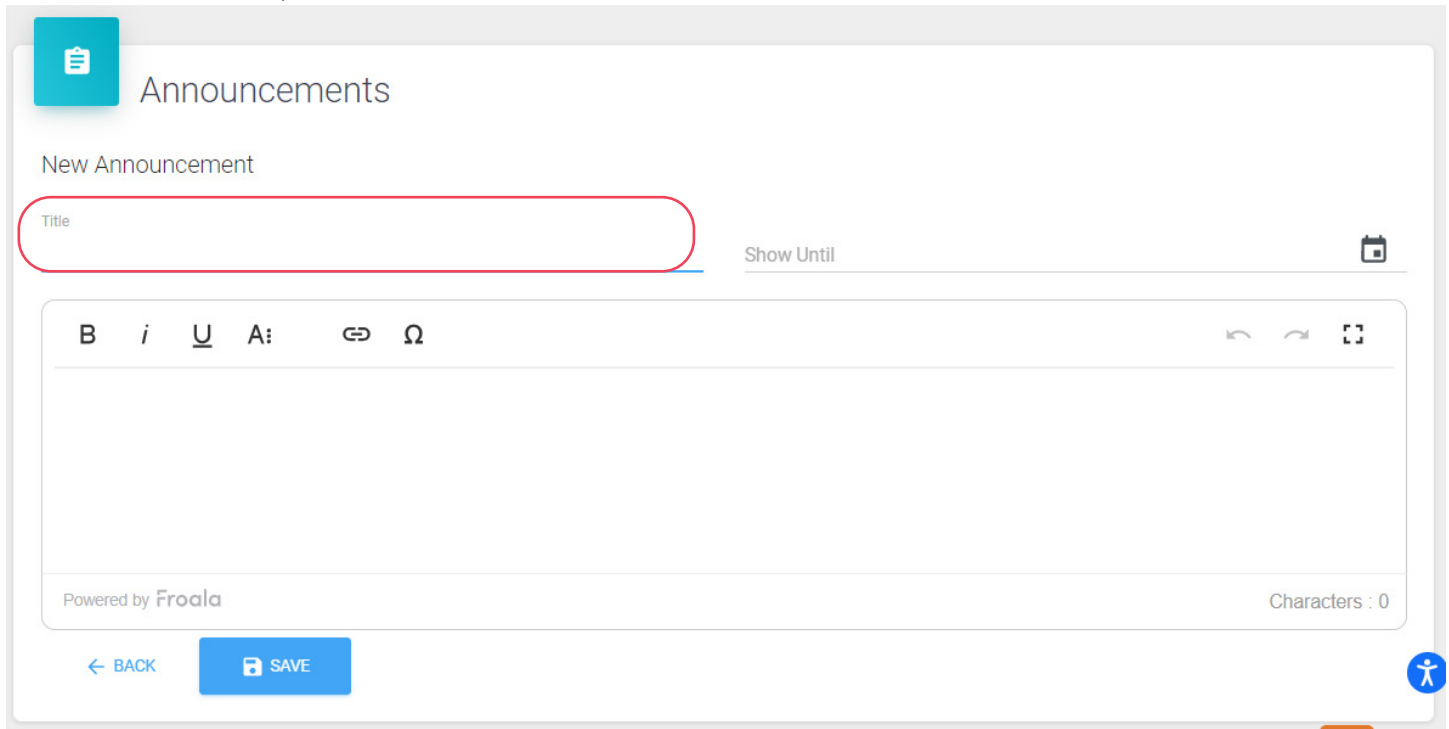 Announcements
New Announcement
Title
Show Until
B i U A: Ω
Powered by Froala
Characters : 0
← BACK SAVE